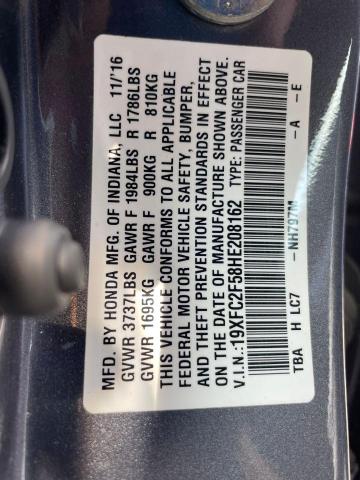 MFD. BY HONDA MFG. OF INDIANA, LLC 11/16
GVWR 3737LBS GAWR F 1984LBS R 1786LBS
GVWR 1695KG GAWR F 900KG R 810KG
THIS VEHICLE CONFORMS TO ALL APPLICABLE
FEDERAL MOTOR VEHICLE SAFETY, BUMPER,
AND THEFT PREVENTION STANDARDS IN EFFECT
ON THE DATE OF MANUFACTURE SHOWN ABOVE.
V.I.N.:19XFC2F58HE208162 TYPE: PASSENGER CAR
NH797M -A -E
TBA H LC7